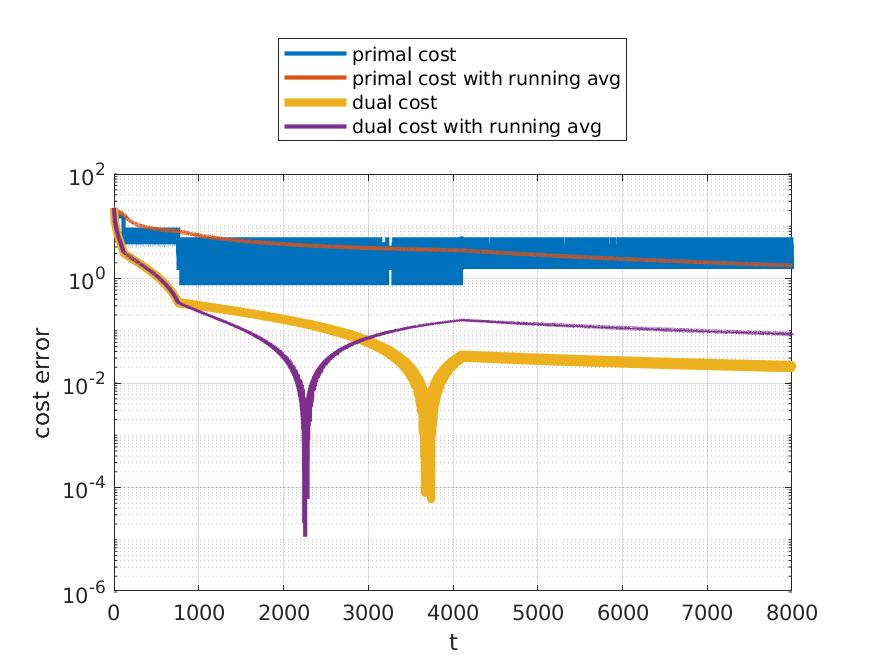 primal cost
primal cost with running avg
dual cost
dual cost with running avg
10^2
10^0
10^-2
10^-4
10^-6
cost error
0 1000 2000 3000 4000 5000 6000 7000 8000
t